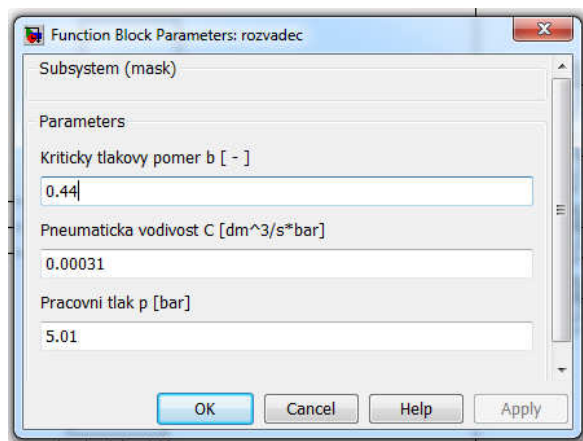 Function Block Parameters: rozvadec
Subsystem (mask)
Parameters
Kriticky tlakovy pomer b [ - ]
0.44
Pneumaticka vodivost C [dm^3/s*bar]
0.00031
Pracovni tlak p [bar]
5.01
OK Cancel Help Apply